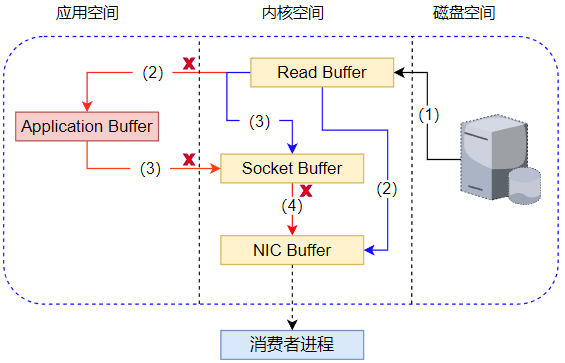 应用空间
内核空间
磁盘空间
(2)
Read Buffer
(1)
Application Buffer
(3)
(3)
Socket Buffer
(2)
(4)
NIC Buffer
消费者进程